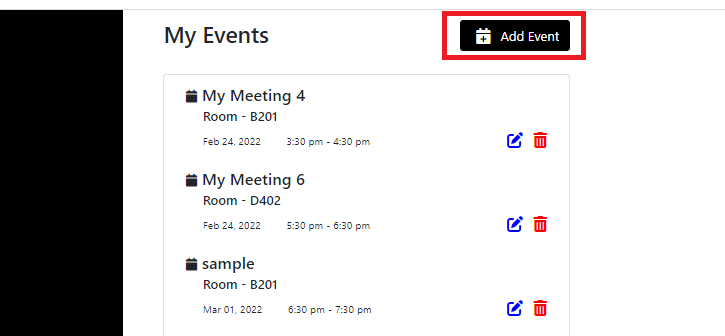 My Events
Add Event
My Meeting 4
Room - B201
Feb 24, 2022 3:30 pm - 4:30 pm
My Meeting 6
Room - D402
Feb 24, 2022 5:30 pm - 6:30 pm
sample
Room - B201
Mar 01, 2022 6:30 pm - 7:30 pm